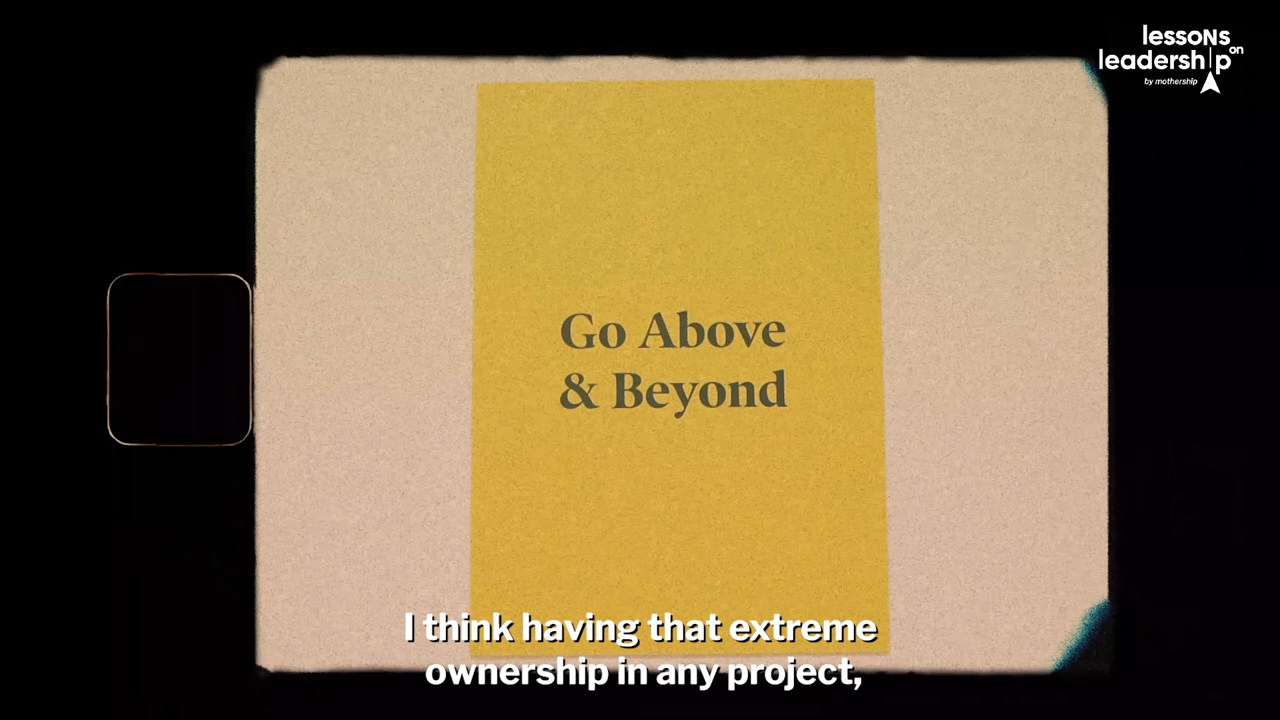 lessons
leadership on
by mothership
Go Above
& Beyond
I think having that extreme
ownership in any project,